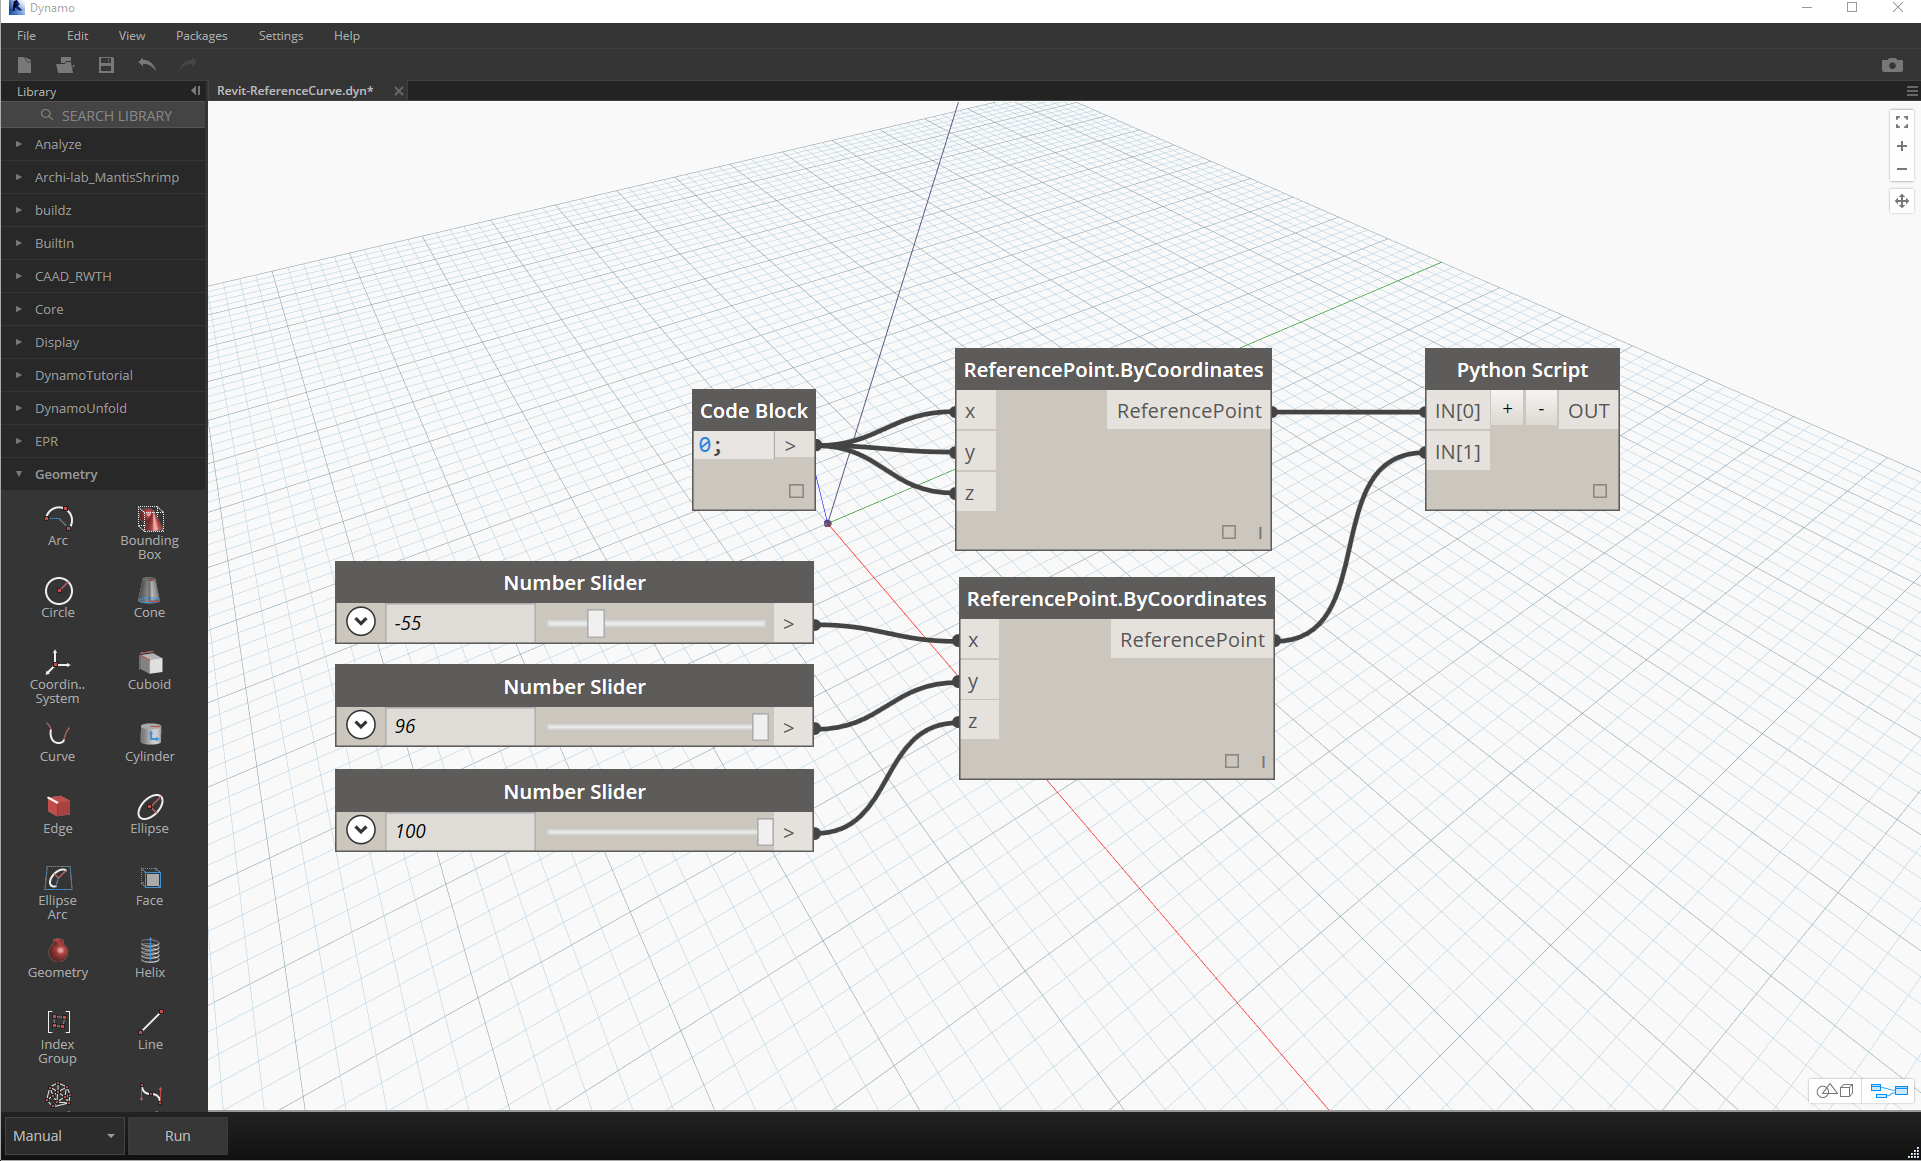 Dynamo
File Edit View Packages Settings Help
Library
Revit-ReferenceCurve.dyn*
SEARCH LIBRARY
Analyze
Archi-lab_MantisShrimp
buildz
BuiltIn
CAAD_RWTH
Core
Display
DynamoTutorial
DynamoUnfold
EPR
Geometry
Arc
Bounding
Box
Circle
Cone
Coordin..
System
Cuboid
Curve
Cylinder
Edge
Ellipse
Ellipse
Arc
Face
Geometry
Helix
Index
Group
Line
Code Block
0; >
ReferencePoint.ByCoordinates
x ReferencePoint
y
z
I
Python Script
IN[0] + - OUT
IN[1]
Number Slider
-55 >
Number Slider
96 >
Number Slider
100 >
ReferencePoint.ByCoordinates
x ReferencePoint
y
z
I
Manual
Run